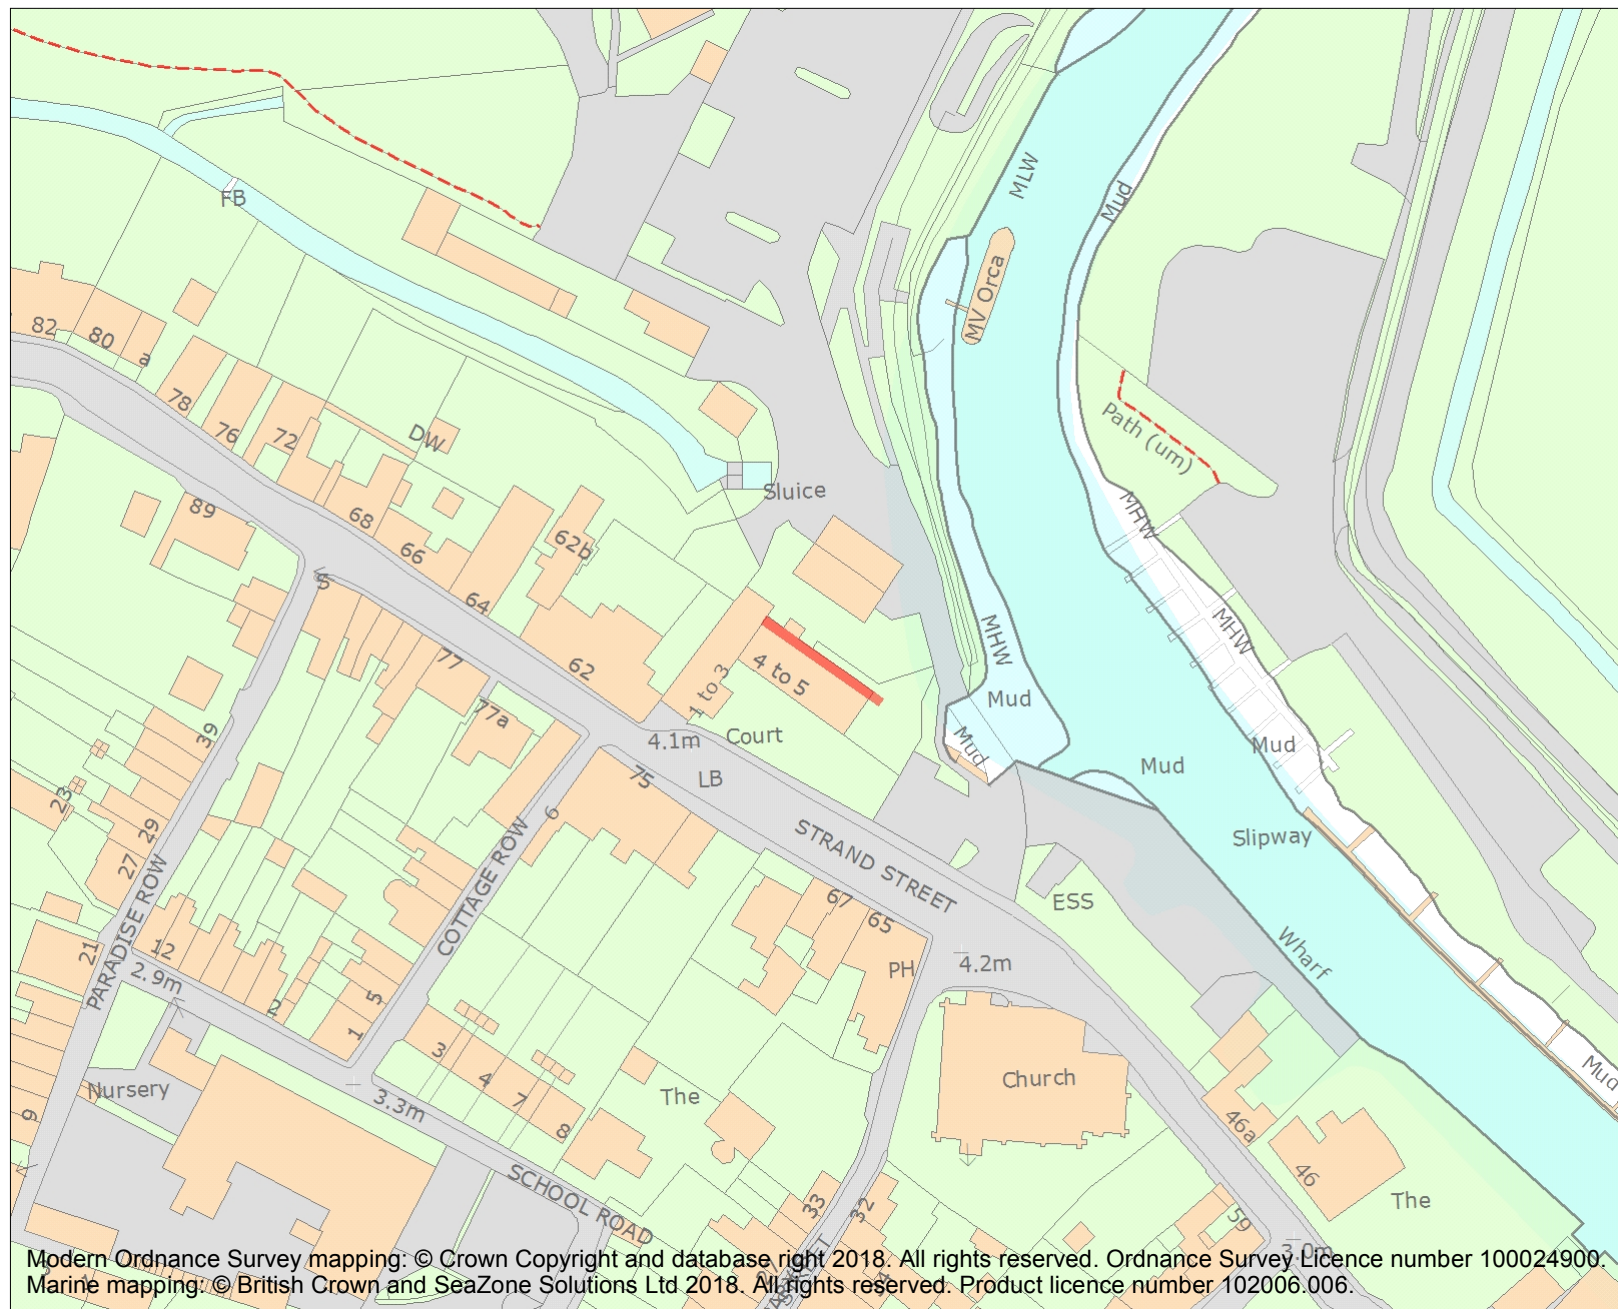 MLW
Mud
FB
MV Orca
82
80
a
78
76
72
DW
Path (um)
Sluice
MHW
89
68
66
62b
64
5
77
62
4 to 5
1 to 3
MHW
MHW
Mud
77a
4.1m
Court
LB
75
Mud
Mud
Mud
39
23
29
27
6
STRAND STREET
Slipway
COTTAGE ROW
PARADISE ROW
67
65
ESS
PH
4.2m
Wharf
21
12
2.9m
2
5
1
3
4
7
8
Nursery
3.3m
The
Church
Mud
9
46a
46
The
SCHOOL ROAD
33
32
59
3.0m
Modern Ordnance Survey mapping: © Crown Copyright and database right 2018. All rights reserved. Ordnance Survey Licence number 100024900.
Marine mapping: © British Crown and SeaZone Solutions Ltd 2018. All rights reserved. Product licence number 102006.006.